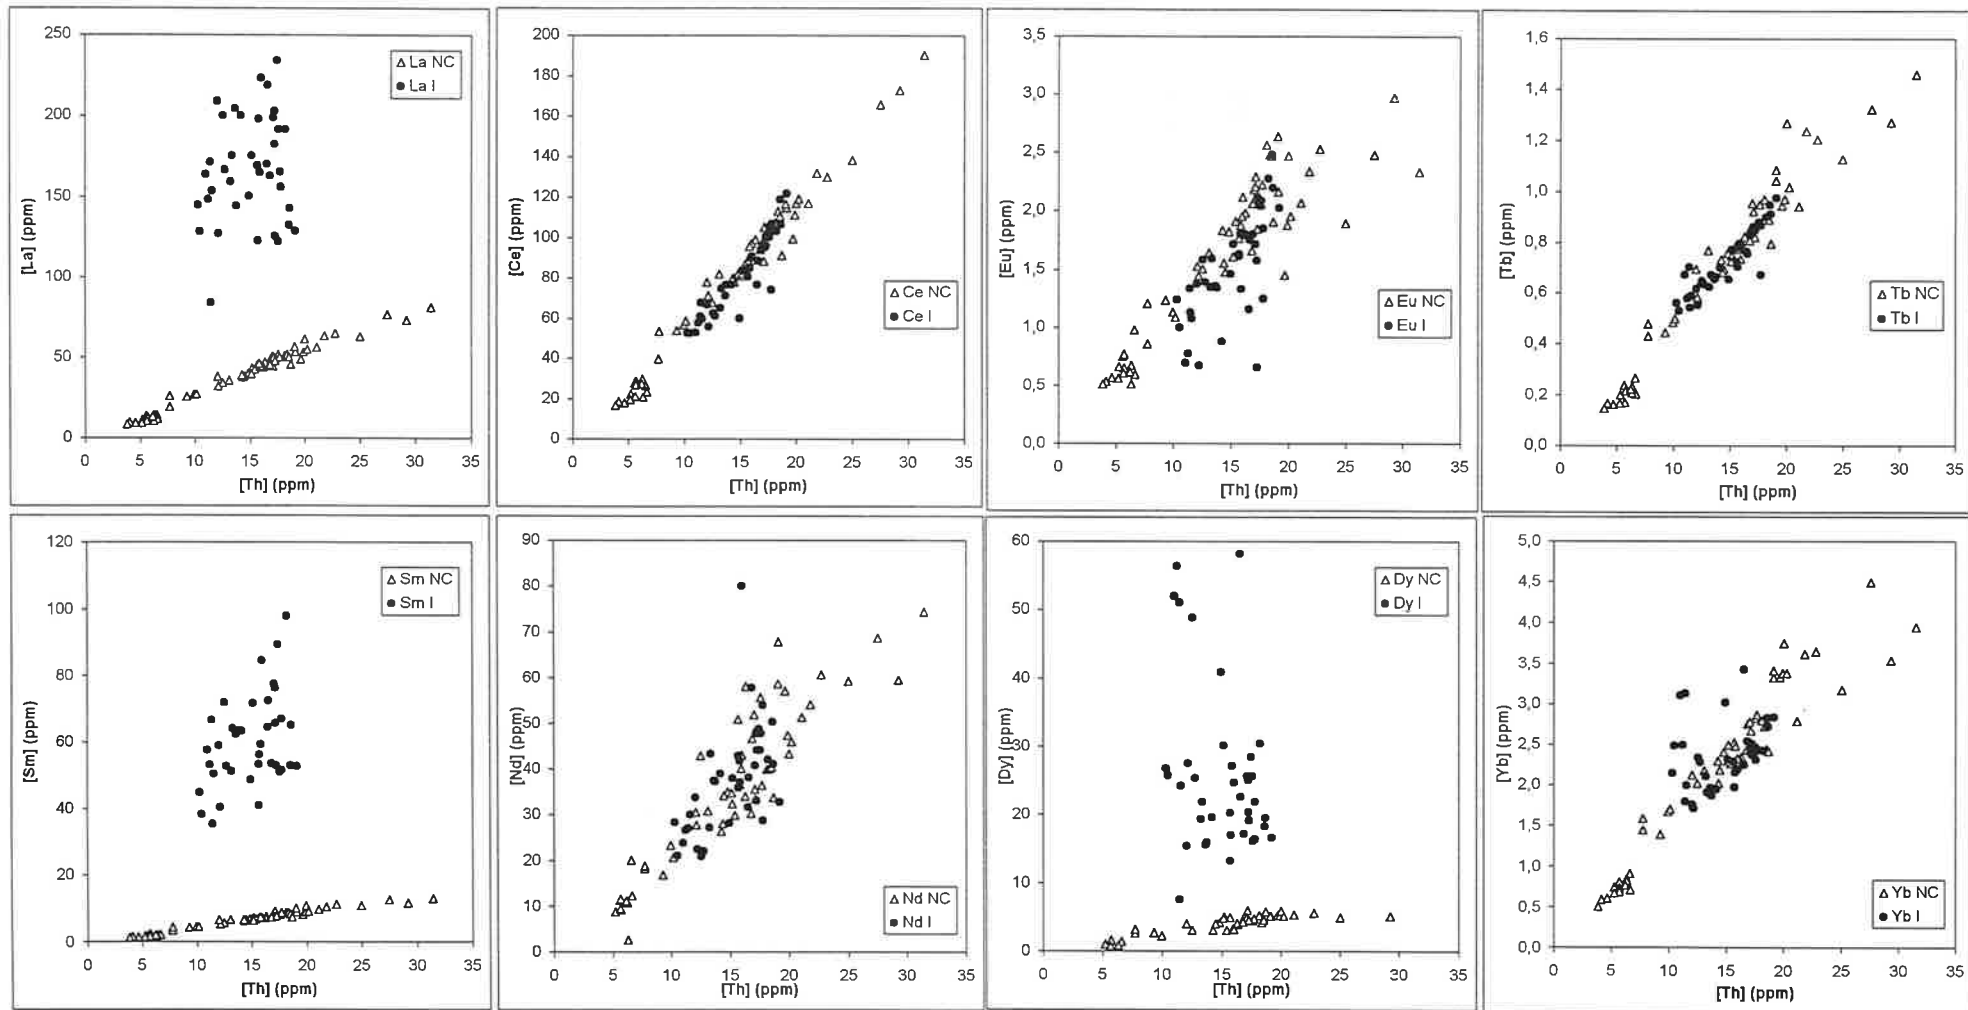 250
200
150
100
50
0
[La] (ppm)
0 5 10 15 20 25 30 35
[Th] (ppm)
La NC
La I
200
180
160
140
120
100
80
60
40
20
0
[Ce] (ppm)
0 5 10 15 20 25 30 35
[Th] (ppm)
Ce NC
Ce I
3,5
3,0
2,5
2,0
1,5
1,0
0,5
0,0
[Eu] (ppm)
0 5 10 15 20 25 30 35
[Th] (ppm)
Eu NC
Eu I
1,6
1,4
1,2
1,0
0,8
0,6
0,4
0,2
0,0
[Tb] (ppm)
0 5 10 15 20 25 30 35
[Th] (ppm)
Tb NC
Tb I
120
100
80
60
40
20
0
[Sm] (ppm)
0 5 10 15 20 25 30 35
[Th] (ppm)
Sm NC
Sm I
90
80
70
60
50
40
30
20
10
0
[Nd] (ppm)
0 5 10 15 20 25 30 35
[Th] (ppm)
Nd NC
Nd I
60
50
40
30
20
10
0
[Dy] (ppm)
0 5 10 15 20 25 30 35
[Th] (ppm)
Dy NC
Dy I
5,0
4,5
4,0
3,5
3,0
2,5
2,0
1,5
1,0
0,5
0,0
[Yb] (ppm)
0 5 10 15 20 25 30 35
[Th] (ppm)
Yb NC
Yb I